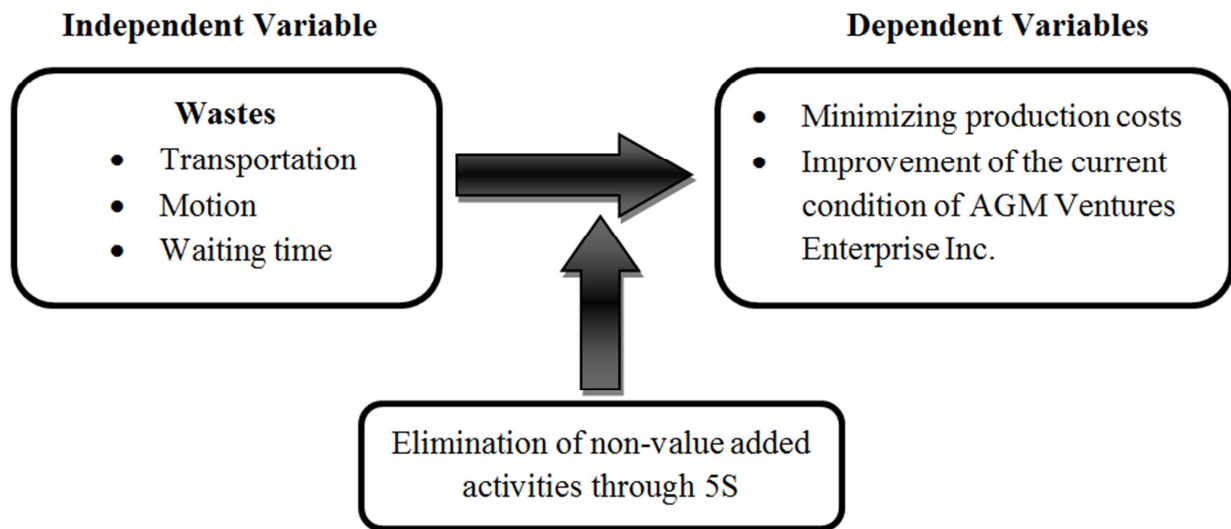 Independent Variable
Wastes
• Transportation
• Motion
• Waiting time
Dependent Variables
• Minimizing production costs
• Improvement of the current
condition of AGM Ventures
Enterprise Inc.
Elimination of non-value added
activities through 5S